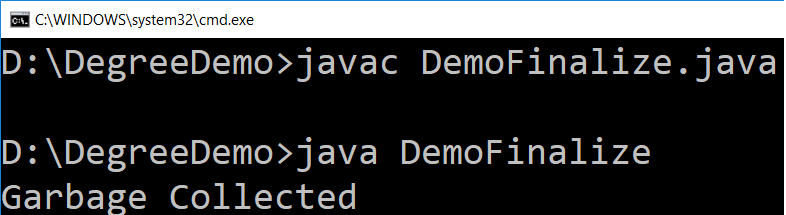 C:\WINDOWS\system32\cmd.exe
D:\DegreeDemo>javac DemoFinalize.java
D:\DegreeDemo>java DemoFinalize
Garbage Collected